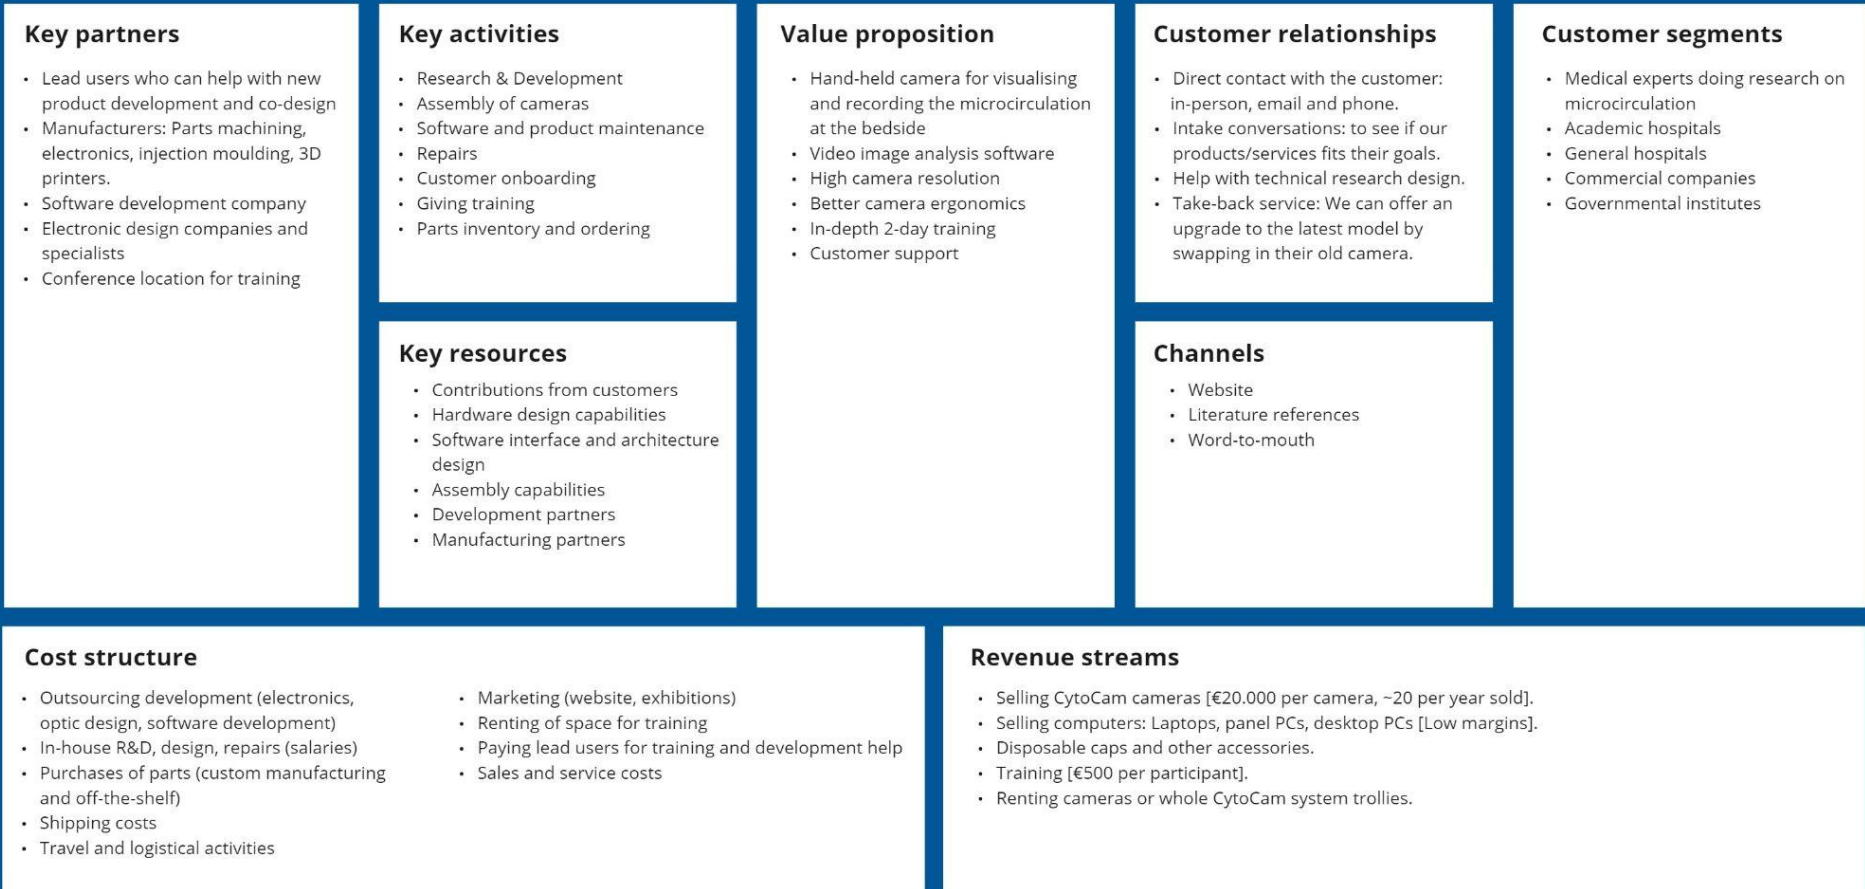 Key partners
• Lead users who can help with new
product development and co-design
• Manufacturers: Parts machining,
electronics, injection moulding, 3D
printers.
• Software development company
• Electronic design companies and
specialists
• Conference location for training
Key activities
• Research & Development
• Assembly of cameras
• Software and product maintenance
• Repairs
• Customer onboarding
• Giving training
• Parts inventory and ordering
Key resources
• Contributions from customers
• Hardware design capabilities
• Software interface and architecture
design
• Assembly capabilities
• Development partners
• Manufacturing partners
Value proposition
• Hand-held camera for visualising
and recording the microcirculation
at the bedside
• Video image analysis software
• High camera resolution
• Better camera ergonomics
• In-depth 2-day training
• Customer support
Customer relationships
• Direct contact with the customer:
in-person, email and phone.
• Intake conversations: to see if our
products/services fits their goals.
• Help with technical research design.
• Take-back service: We can offer an
upgrade to the latest model by
swapping in their old camera.
Channels
• Website
• Literature references
• Word-to-mouth
Customer segments
• Medical experts doing research on
microcirculation
• Academic hospitals
• General hospitals
• Commercial companies
• Governmental institutes
Cost structure
• Outsourcing development (electronics,
optic design, software development)
• In-house R&D, design, repairs (salaries)
• Purchases of parts (custom manufacturing
and off-the-shelf)
• Shipping costs
• Travel and logistical activities
• Marketing (website, exhibitions)
• Renting of space for training
• Paying lead users for training and development help
• Sales and service costs
Revenue streams
• Selling CytoCam cameras [€20.000 per camera, ~20 per year sold].
• Selling computers: Laptops, panel PCs, desktop PCs [Low margins].
• Disposable caps and other accessories.
• Training [€500 per participant].
• Renting cameras or whole CytoCam system trollies.